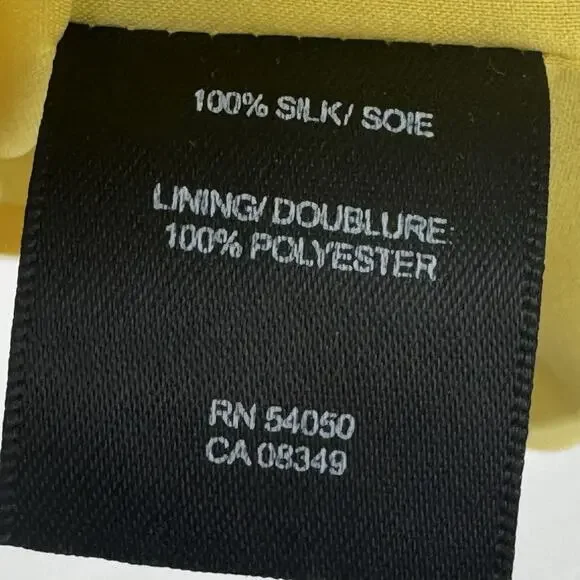 100% SILK/ SOIE
LINING/ DOUBLURE:
100% POLYESTER
RN 54050
CA 08349